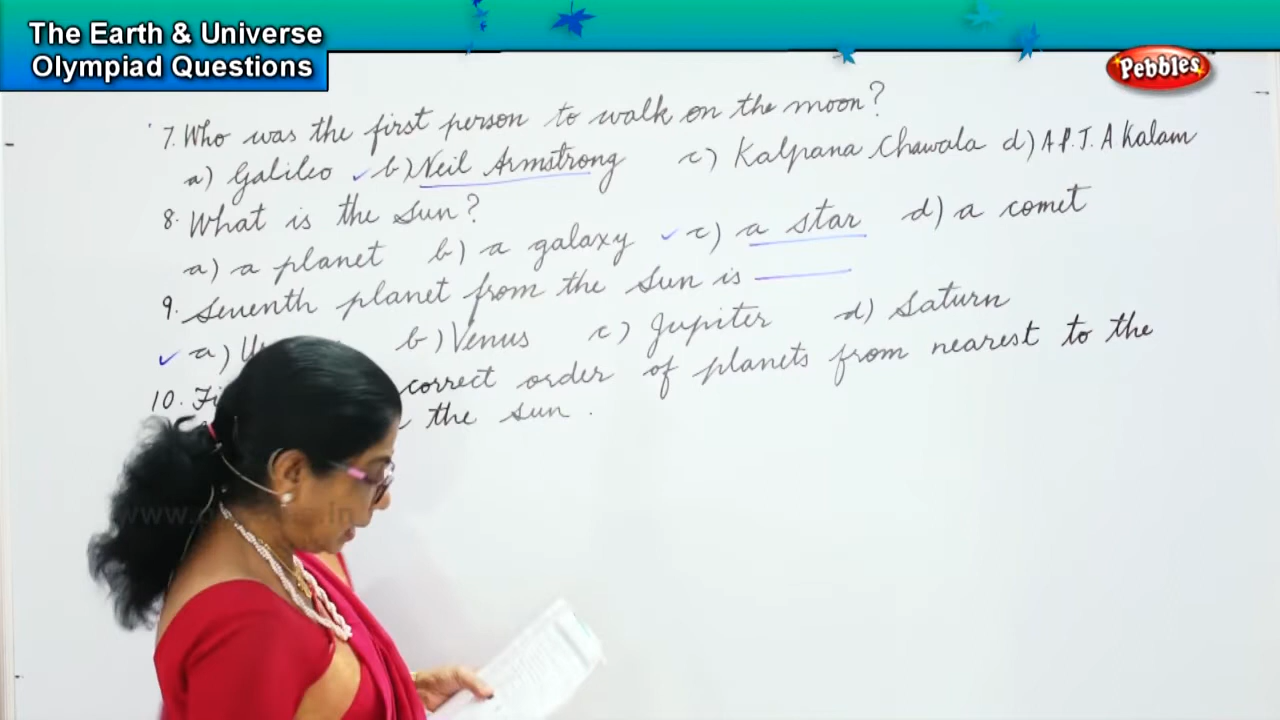 The Earth & Universe
Olympiad Questions
Pebbles
7. Who was the first person to walk on the moon?
a) Galileo b) Neil Armstrong c) Kalpana Chawala d) A P. J. A Kalam
8. What is the Sun?
a) a planet b) a galaxy c) a star d) a comet
9. Seventh planet from the Sun is
a) b) Venus c) Jupiter d) Saturn
10. correct order of planets from nearest to the
the sun.